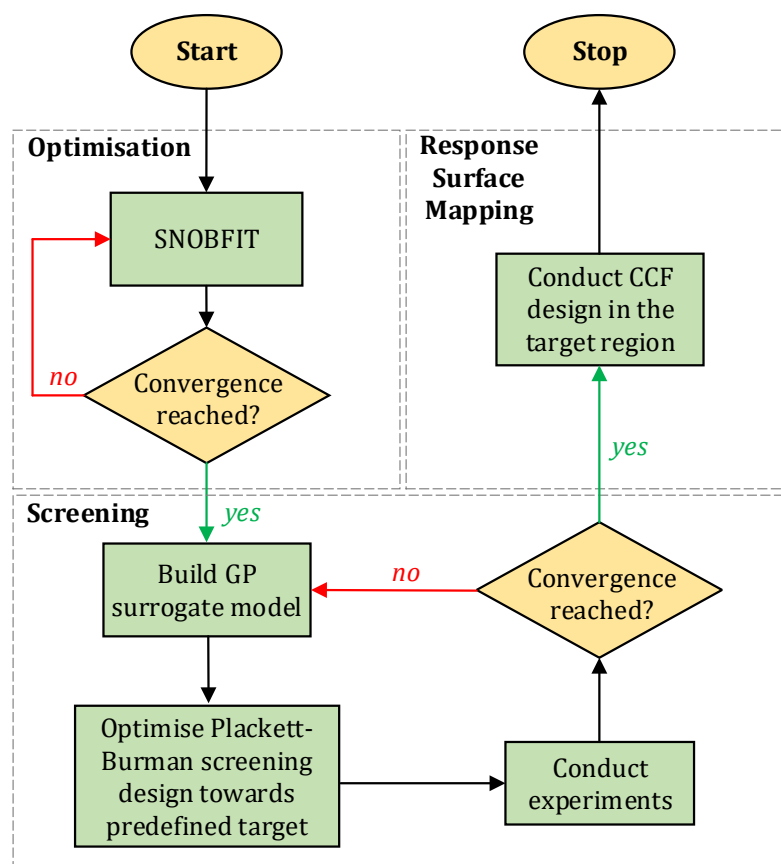 Start
Stop
Optimisation
SNOBFIT
Convergence
reached?
no
yes
Response
Surface
Mapping
Conduct CCF
design in the
target region
yes
Screening
Build GP
surrogate model
no
Convergence
reached?
Optimise Plackett-
Burman screening
design towards
predefined target
Conduct
experiments